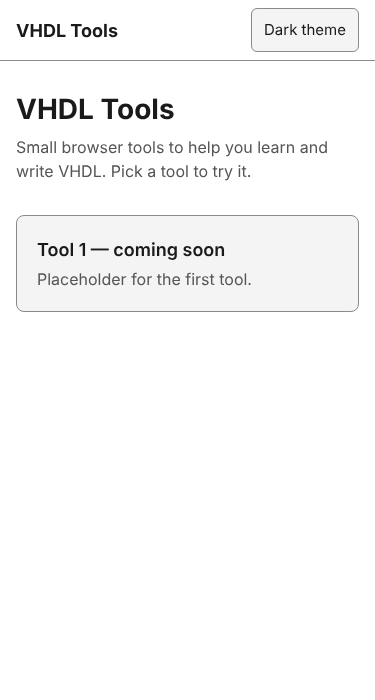 VHDL Tools
Dark theme
VHDL Tools
Small browser tools to help you learn and
write VHDL. Pick a tool to try it.
Tool 1 — coming soon
Placeholder for the first tool.